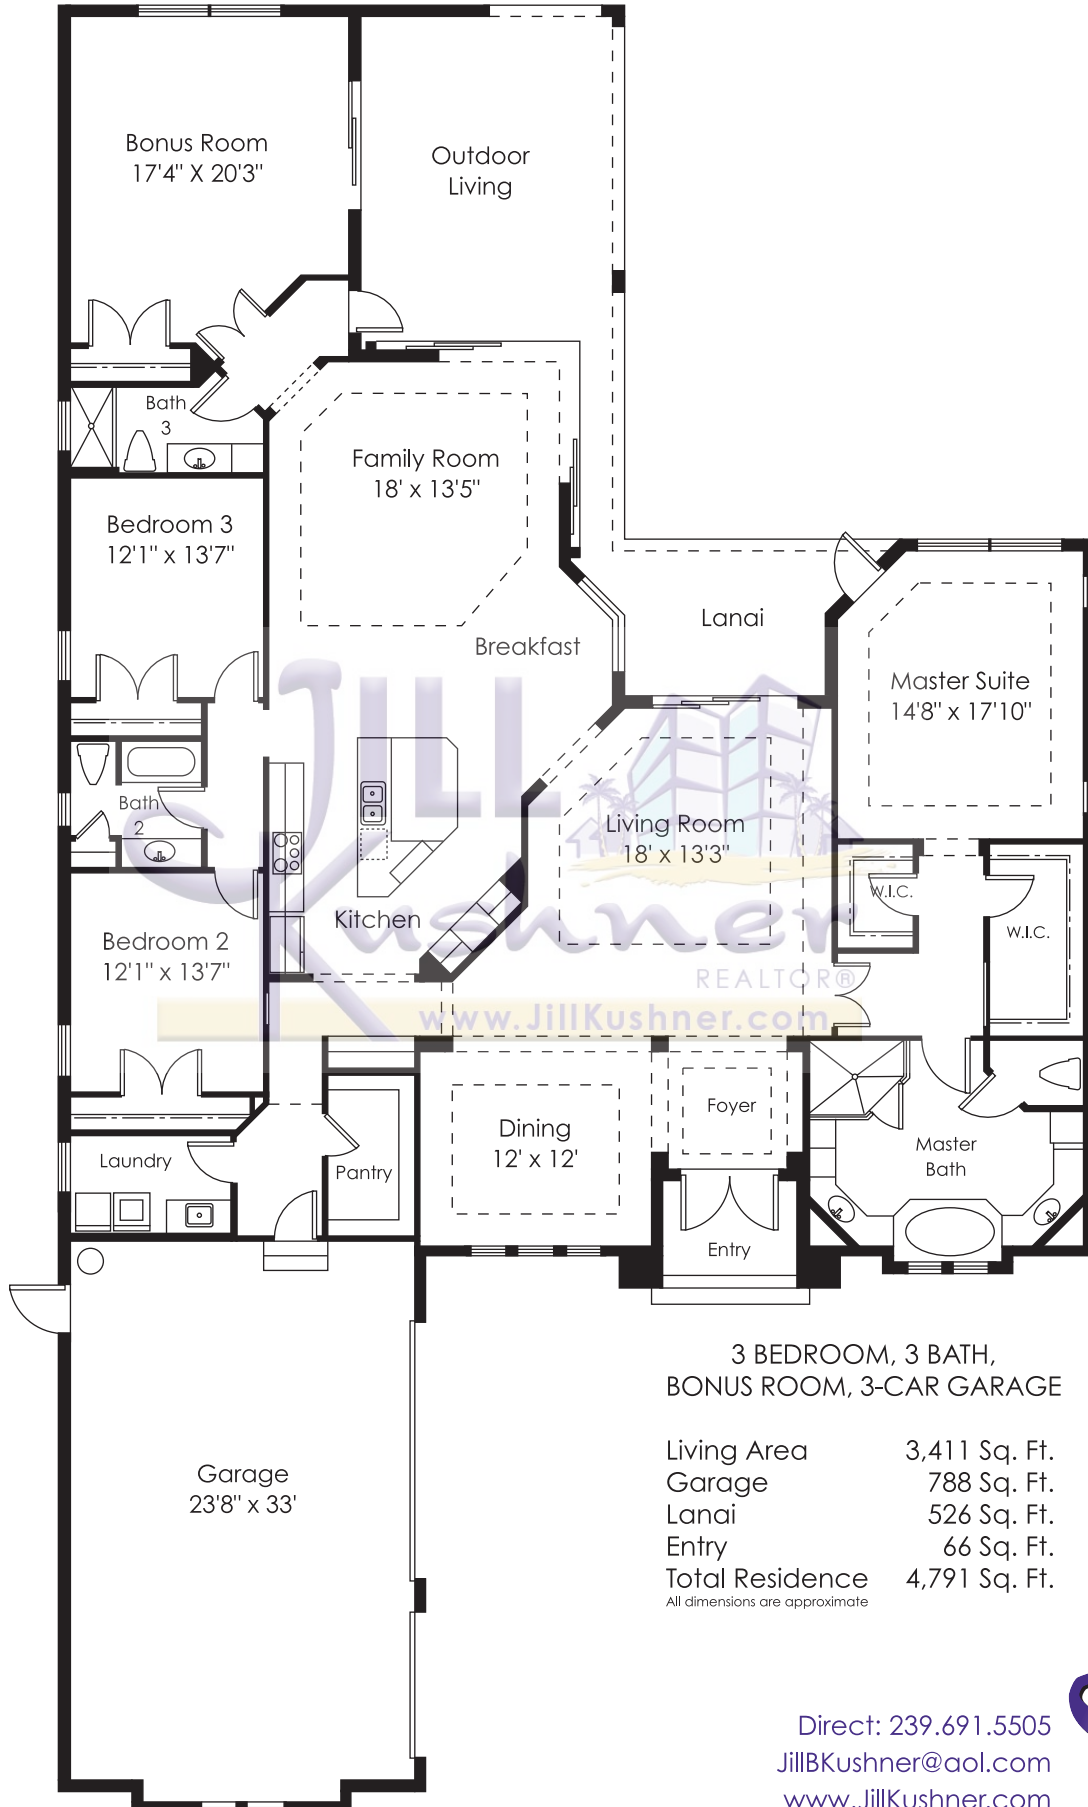 Bonus Room
17'4" X 20'3"
Outdoor
Living
Bath
3
Family Room
18' x 13'5"
Bedroom 3
12'1" x 13'7"
Lanai
Breakfast
Master Suite
14'8" x 17'10"
JILL
Bath
2
Living Room
18' x 13'3"
W.I.C.
Kitchen
Kushner
W.I.C.
Bedroom 2
12'1" x 13'7"
REALTOR®
www.JillKushner.com
Foyer
Dining
12' x 12'
Master
Bath
Laundry
Pantry
Entry
3 BEDROOM, 3 BATH,
BONUS ROOM, 3-CAR GARAGE
Living Area 3,411 Sq. Ft.
Garage 788 Sq. Ft.
Lanai 526 Sq. Ft.
Entry 66 Sq. Ft.
Total Residence 4,791 Sq. Ft.
All dimensions are approximate
Garage
23'8" x 33'
Direct: 239.691.5505
JillBKushner@aol.com
www.JillKushner.com